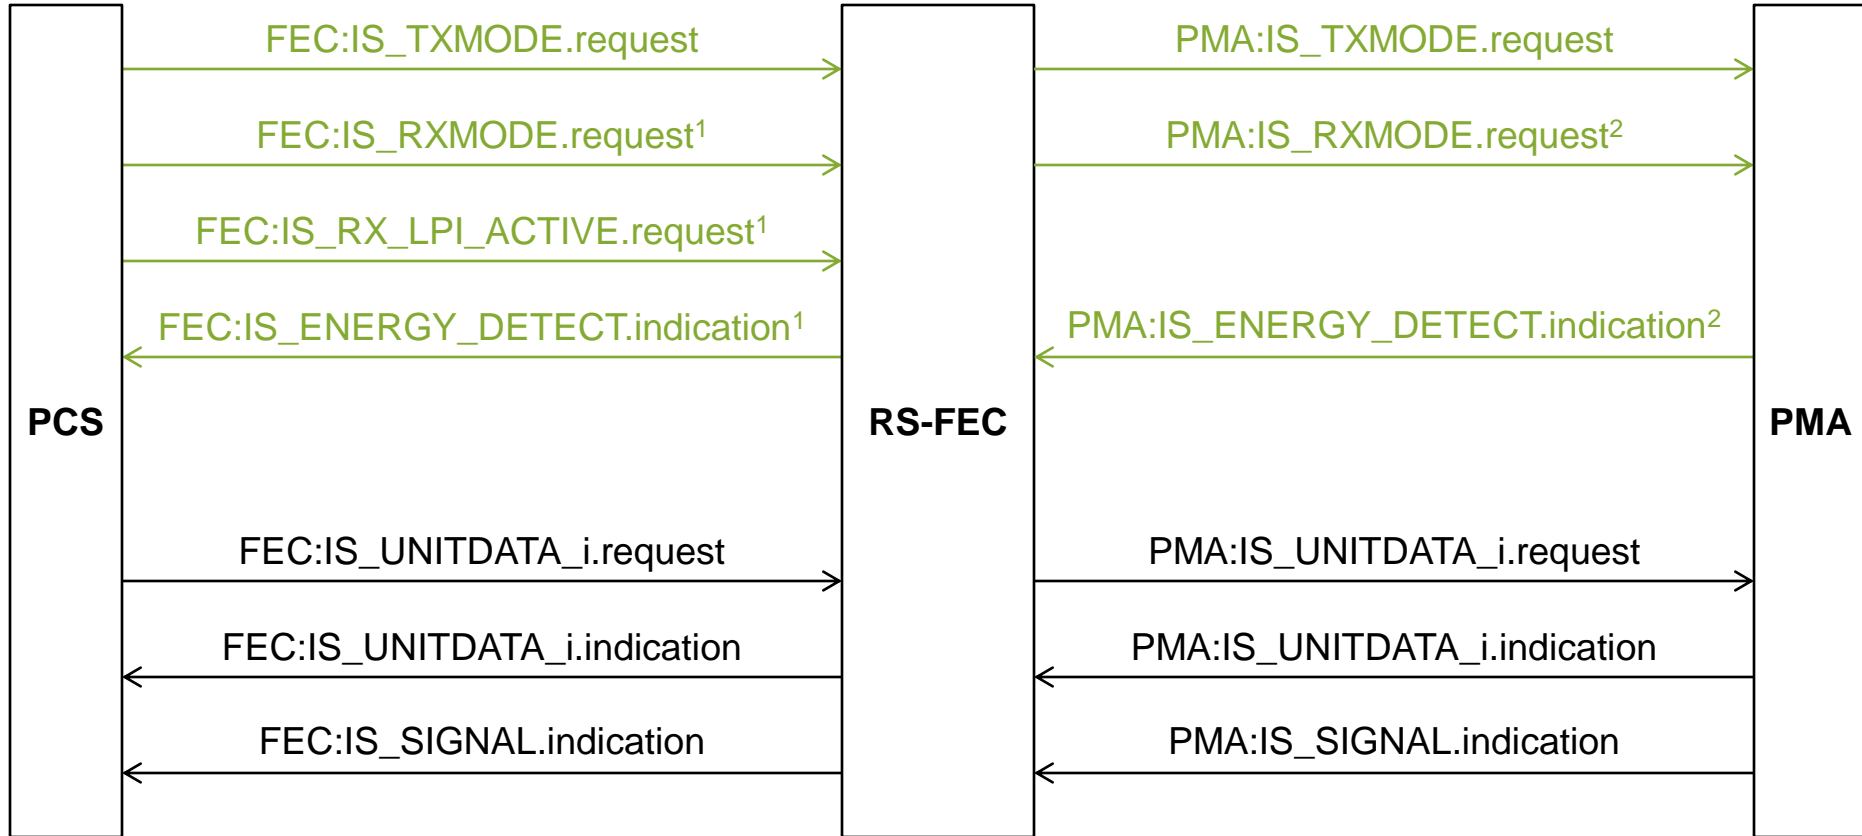 FEC:IS_TXMODE.request
PMA:IS_TXMODE.request
FEC:IS_RXMODE.request¹
PMA:IS_RXMODE.request²
FEC:IS_RX_LPI_ACTIVE.request¹
FEC:IS_ENERGY_DETECT.indication¹
PMA:IS_ENERGY_DETECT.indication²
PCS
RS-FEC
PMA
FEC:IS_UNITDATA_i.request
PMA:IS_UNITDATA_i.request
FEC:IS_UNITDATA_i.indication
PMA:IS_UNITDATA_i.indication
FEC:IS_SIGNAL.indication
PMA:IS_SIGNAL.indication